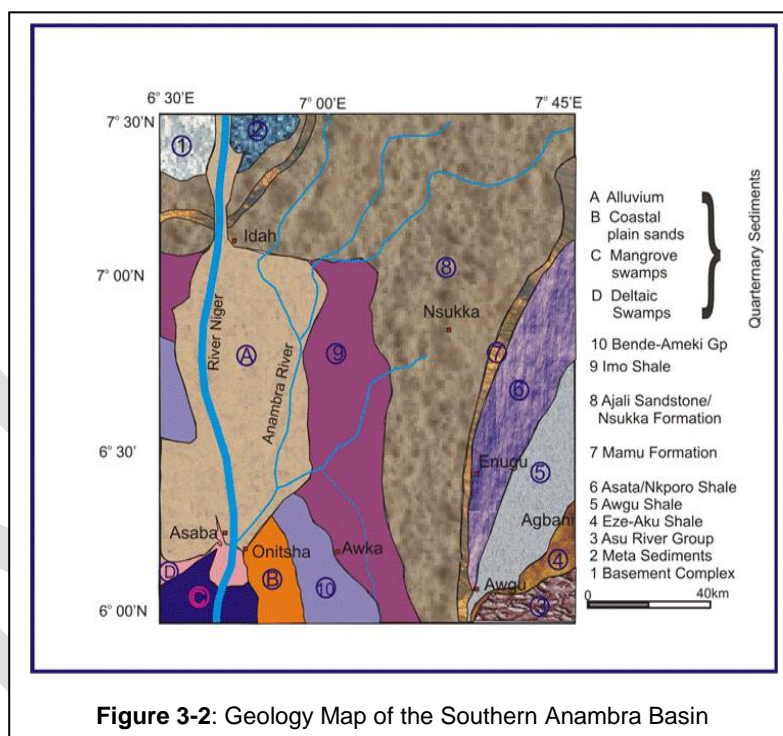 6° 30'E
7° 00'E
7° 45'E
7° 30'N
1
2
Idah
7° 00'N
8
Nsukka
River Niger
A
Anambra River
9
7
6
6° 30'
Enugu
5
Asaba
Agbani
D
Onitsha
Awka
B
4
Awgu
C
10
3
6° 00'N
A Alluvium
B Coastal
plain sands
C Mangrove
swamps
D Deltaic
Swamps
Quarternary Sediments
10 Bende-Ameki Gp
9 Imo Shale
8 Ajali Sandstone/
Nsukka Formation
7 Mamu Formation
6 Asata/Nkporo Shale
5 Awgu Shale
4 Eze-Aku Shale
3 Asu River Group
2 Meta Sediments
1 Basement Complex
0 40km
Figure 3-2: Geology Map of the Southern Anambra Basin